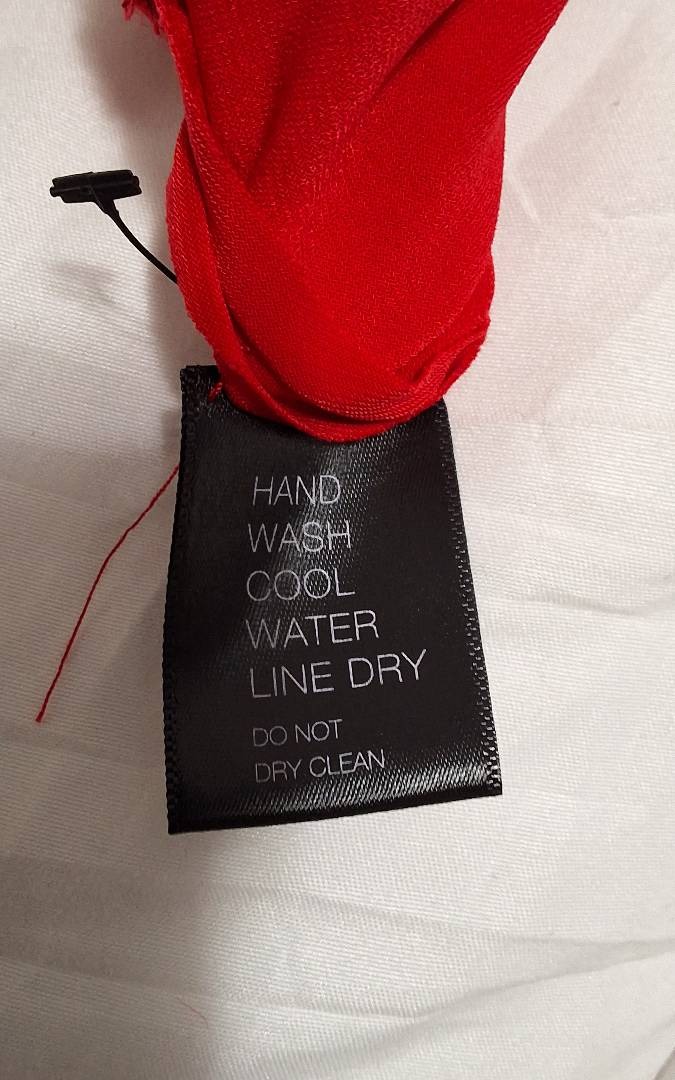 HAND
WASH
COOL
WATER
LINE DRY
DO NOT
DRY CLEAN